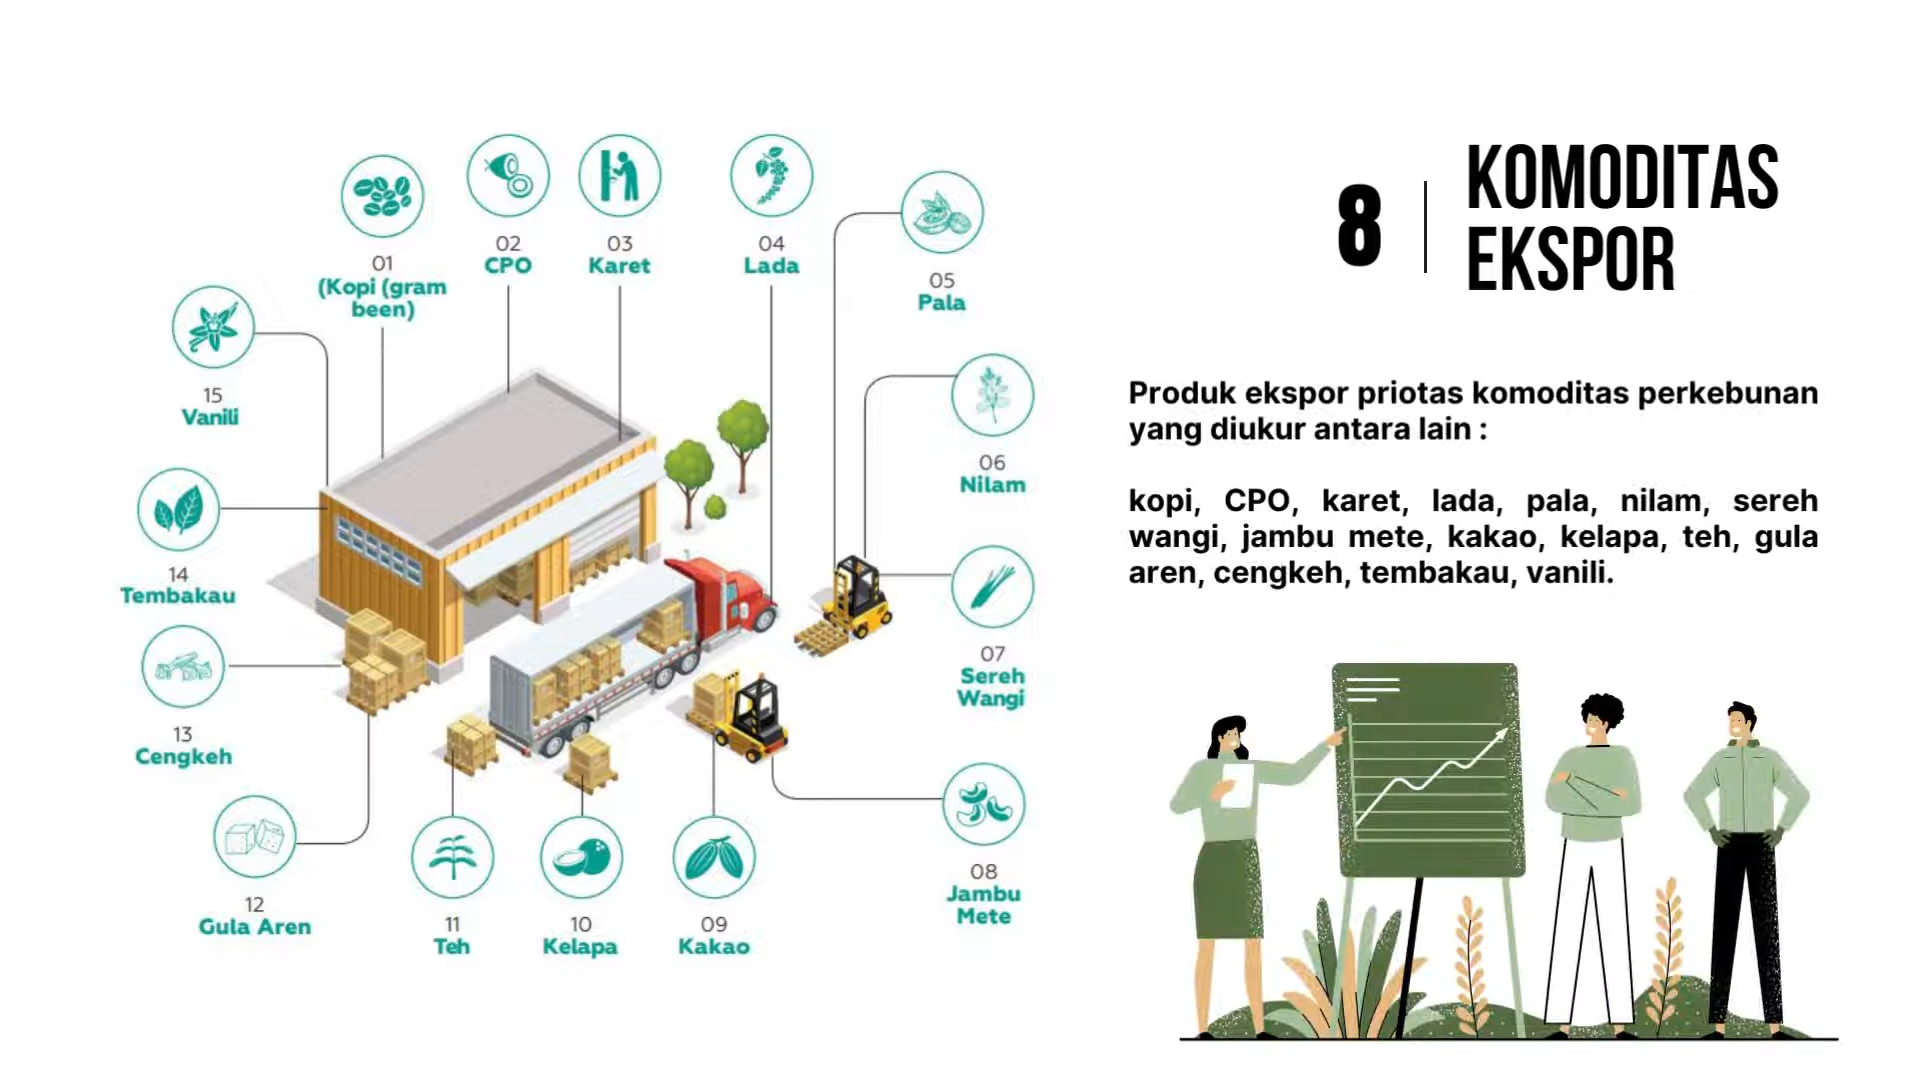 8
KOMODITAS
EKSPOR
01
(Kopi (gram
been)
02
CPO
03
Karet
04
Lada
05
Pala
06
Nilam
07
Sereh
Wangi
08
Jambu
Mete
09
Kakao
10
Kelapa
11
Teh
12
Gula Aren
13
Cengkeh
14
Tembakau
15
Vanili
Produk ekspor priotas komoditas perkebunan
yang diukur antara lain :
kopi, CPO, karet, lada, pala, nilam, sereh
wangi, jambu mete, kakao, kelapa, teh, gula
aren, cengkeh, tembakau, vanili.